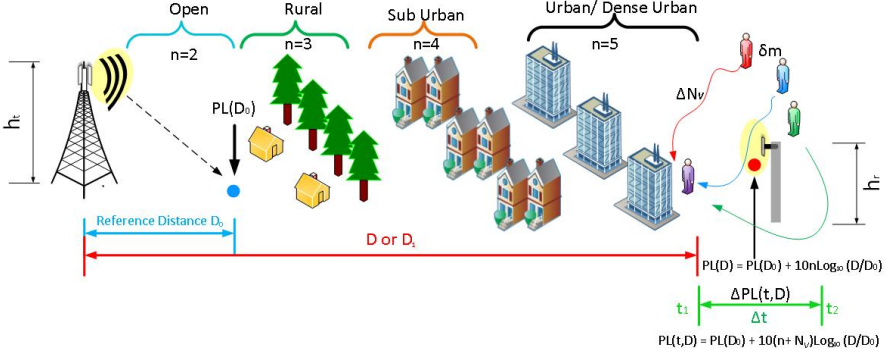 Open
Rural
Sub Urban
Urban/ Dense Urban
n=2
n=3
n=4
n=5
δm
ΔNv
PL(D₀)
hₜ
hᵣ
Reference Distance D₀
D or D₁
PL(D) = PL(D₀) + 10nLog₁₀ (D/D₀)
ΔPL(t,D)
t₁
Δt
t₂
PL(t,D) = PL(D₀) + 10(n+ Nᵥ)Log₁₀ (D/D₀)